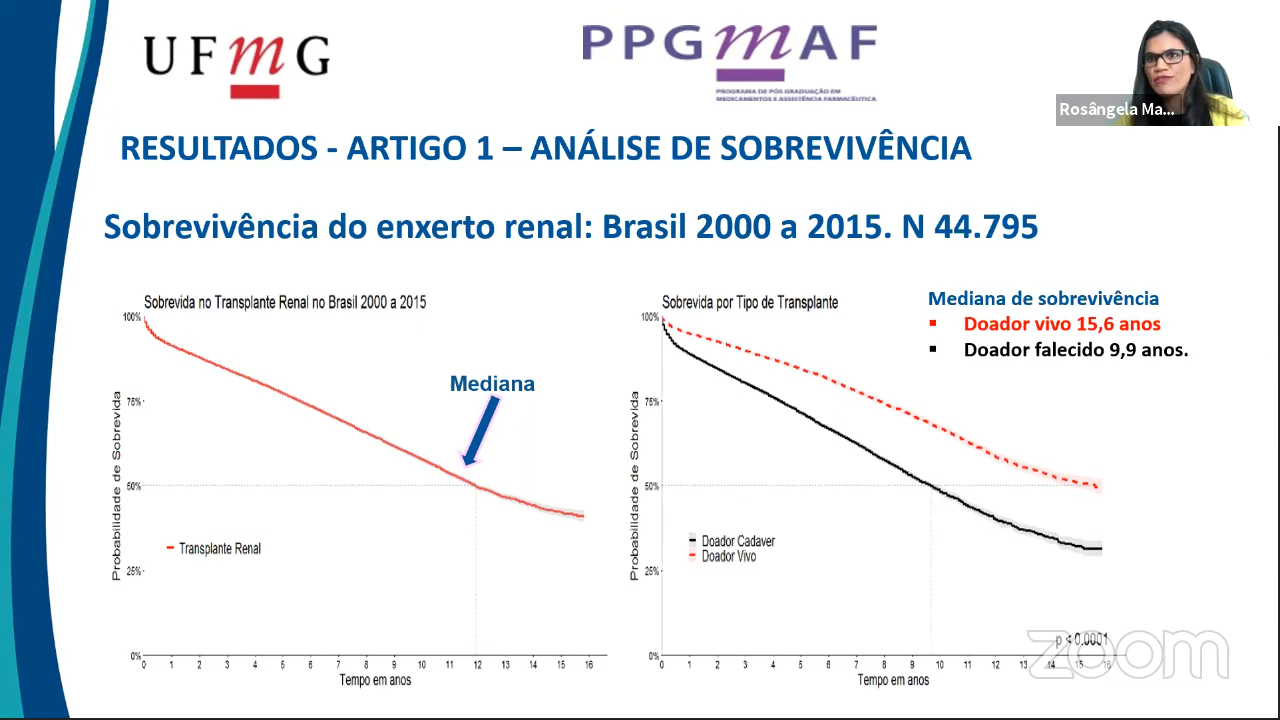 UFmG
PPGmAF
PROGRAMA DE PÓS GRADUAÇÃO EM
MEDICAMENTOS E ASSISTÊNCIA FARMACÊUTICA
Rosângela Ma...
RESULTADOS - ARTIGO 1 – ANÁLISE DE SOBREVIVÊNCIA
Sobrevivência do enxerto renal: Brasil 2000 a 2015. N 44.795
Sobrevida no Transplante Renal no Brasil 2000 a 2015
100%
75%
50%
25%
0%
Probabilidade de Sobrevida
Mediana
Transplante Renal
0 1 2 3 4 5 6 7 8 9 10 11 12 13 14 15 16
Tempo em anos
Sobrevida por Tipo de Transplante
100%
75%
50%
25%
0%
Probabilidade de Sobrevida
Doador Cadaver
Doador Vivo
p < 0.0001
0 1 2 3 4 5 6 7 8 9 10 11 12 13 14 15 16
Tempo em anos
Mediana de sobrevivência
▪ Doador vivo 15,6 anos
▪ Doador falecido 9,9 anos.
zoom